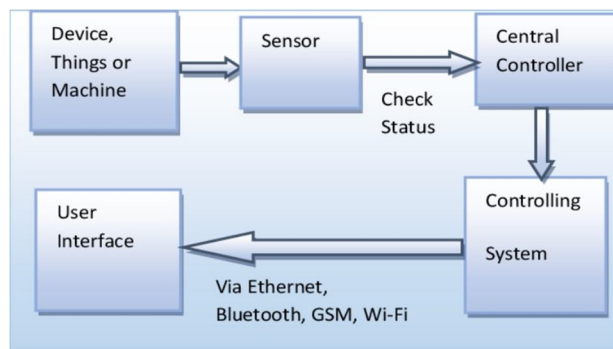 Device,
Things or
Machine
Sensor
Check
Status
Central
Controller
Controlling
System
Via Ethernet,
Bluetooth, GSM, Wi-Fi
User
Interface